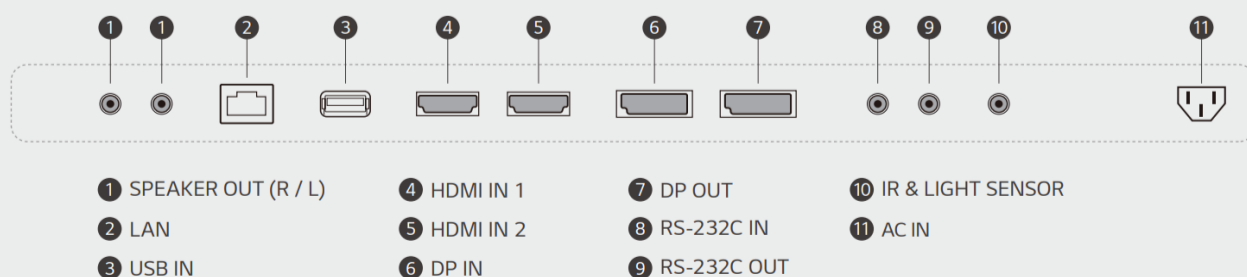 1 1 2 3 4 5 6 7 8 9 10 11
1 SPEAKER OUT (R / L)
2 LAN
3 USB IN
4 HDMI IN 1
5 HDMI IN 2
6 DP IN
7 DP OUT
8 RS-232C IN
9 RS-232C OUT
10 IR & LIGHT SENSOR
11 AC IN